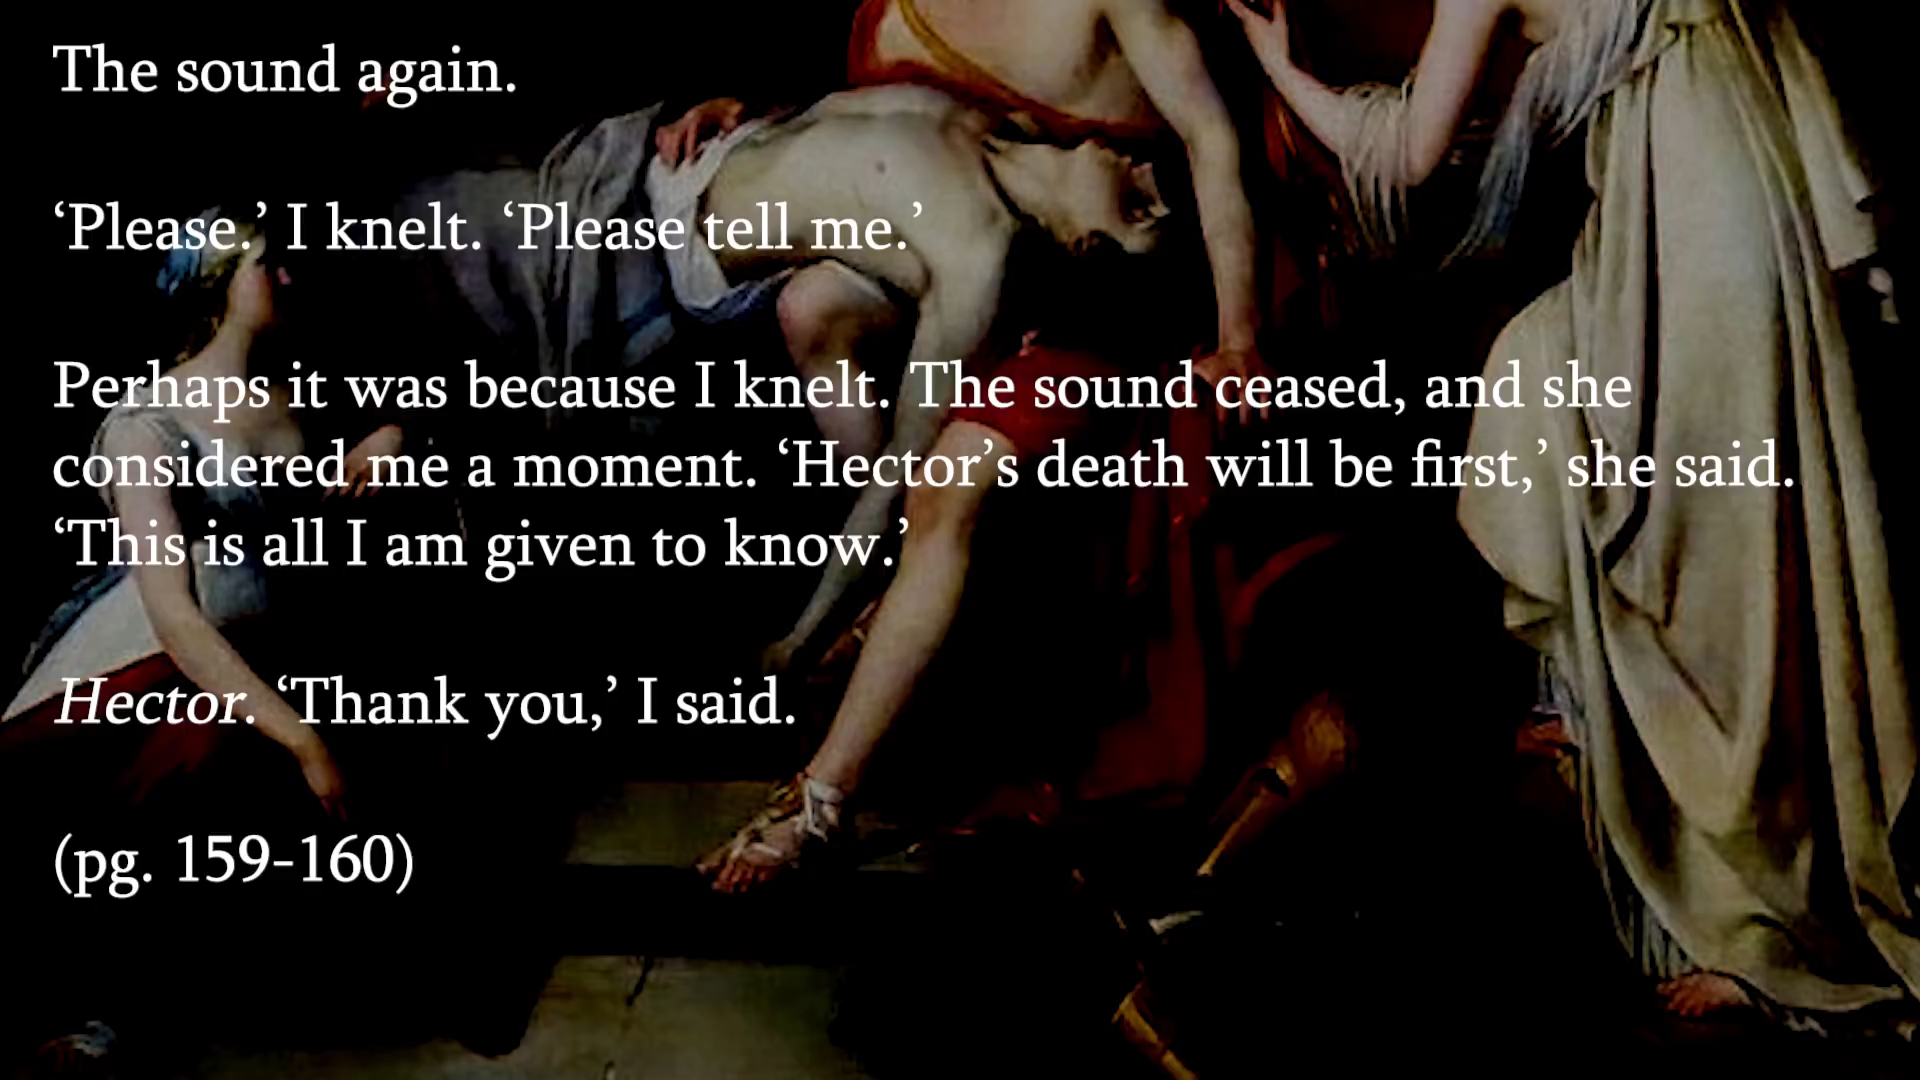 The sound again.
‘Please.’ I knelt. ‘Please tell me.’
Perhaps it was because I knelt. The sound ceased, and she
considered me a moment. ‘Hector’s death will be first,’ she said.
‘This is all I am given to know.’
Hector. ‘Thank you,’ I said.
(pg. 159-160)